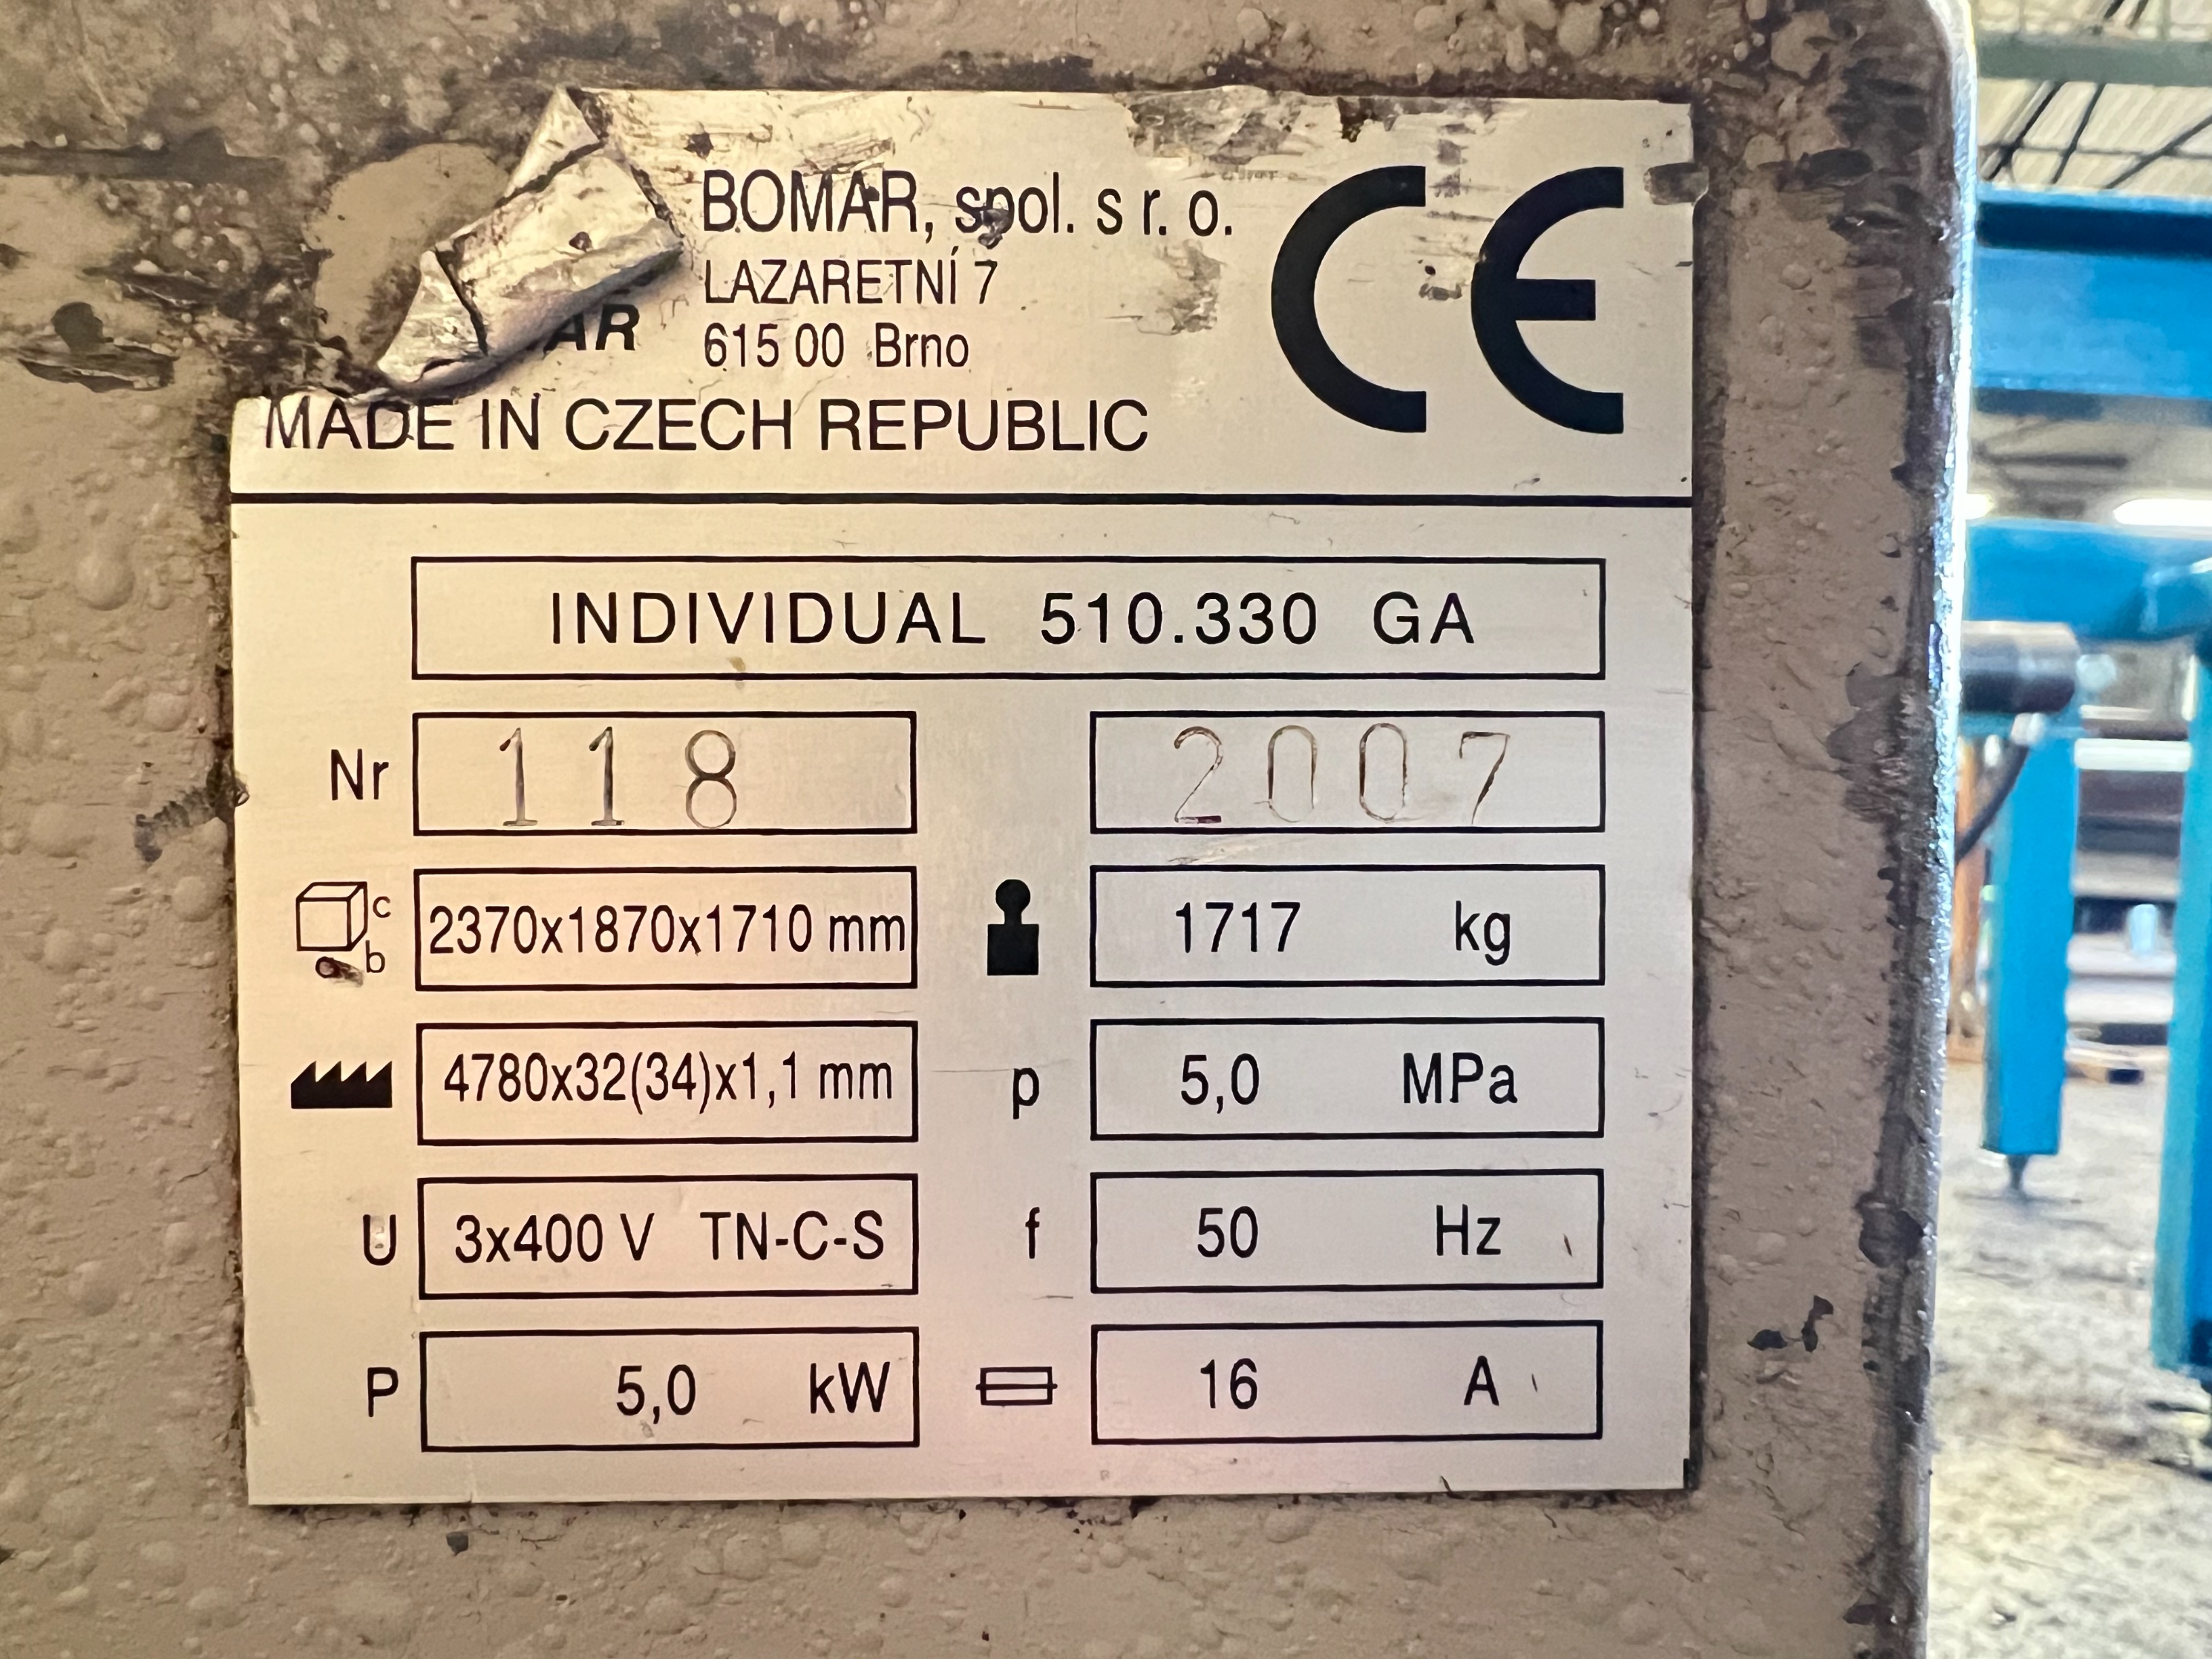 BOMAR, spol. s r. o.
LAZARETNÍ 7
615 00 Brno
AR
MADE IN CZECH REPUBLIC
CE
INDIVIDUAL 510.330 GA
Nr 118 2007
c
b
2370x1870x1710 mm 1717 kg
4780x32(34)x1,1 mm p 5,0 MPa
U 3x400 V TN-C-S f 50 Hz
P 5,0 kW 16 A